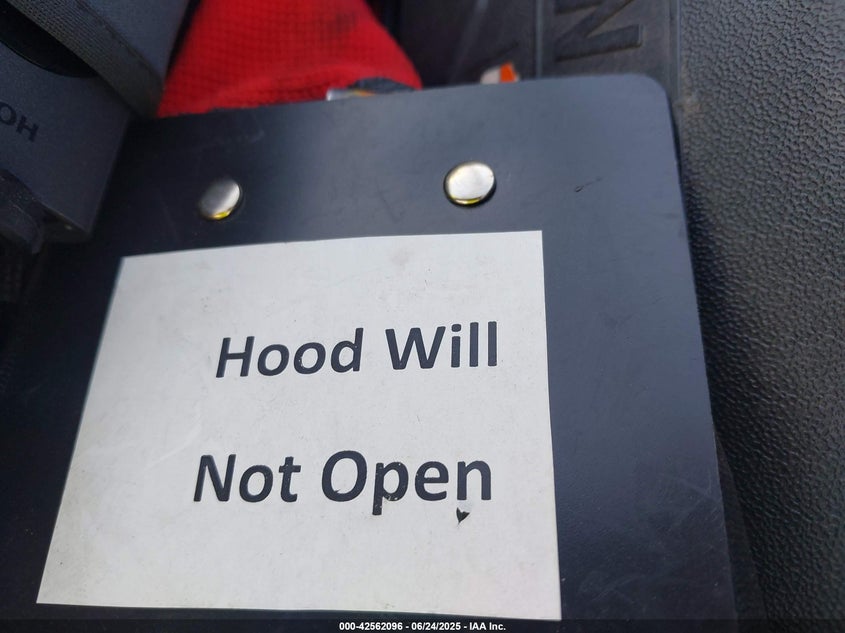 Hood Will
Not Open
000-42562096 - 06/24/2025 - IAA Inc.